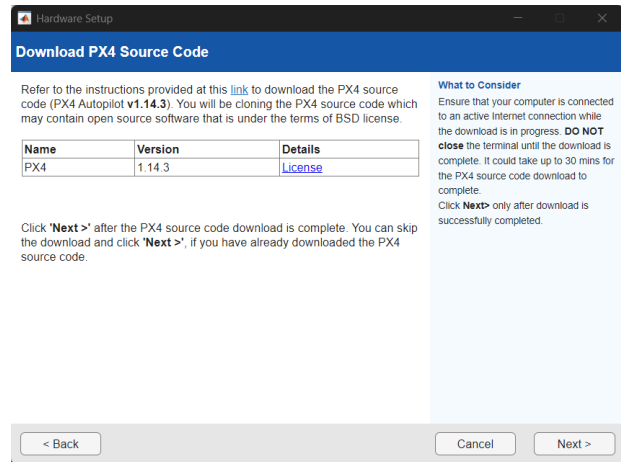 Hardware Setup
Download PX4 Source Code
Refer to the instructions provided at this link to download the PX4 source
code (PX4 Autopilot v1.14.3). You will be cloning the PX4 source code which
may contain open source software that is under the terms of BSD license.
Name Version Details
PX4 1.14.3 License
Click 'Next >' after the PX4 source code download is complete. You can skip
the download and click 'Next >', if you have already downloaded the PX4
source code.
What to Consider
Ensure that your computer is connected
to an active Internet connection while
the download is in progress. DO NOT
close the terminal until the download is
complete. It could take up to 30 mins for
the PX4 source code download to
complete.
Click Next> only after download is
successfully completed.
< Back
Cancel
Next >